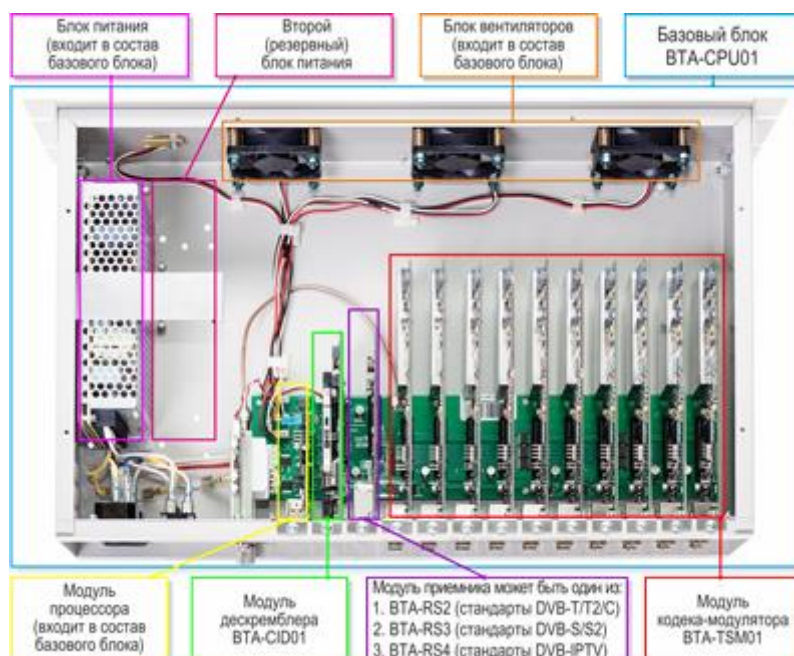 Блок питания
(входит в состав
базового блока)
Второй
(резервный)
блок питания
Блок вентиляторов
(входит в состав
базового блока)
Базовый блок
BTA-CPU01
Модуль
процессора
(входит в состав
базового блока)
Модуль
дескремблера
BTA-CID01
Модуль приемника может быть один из:
1. BTA-RS2 (стандарты DVB-T/T2/C)
2. BTA-RS3 (стандарты DVB-S/S2)
3. BTA-RS4 (стандарты DVB-IPTV)
Модуль
кодека-модулятора
BTA-TSM01